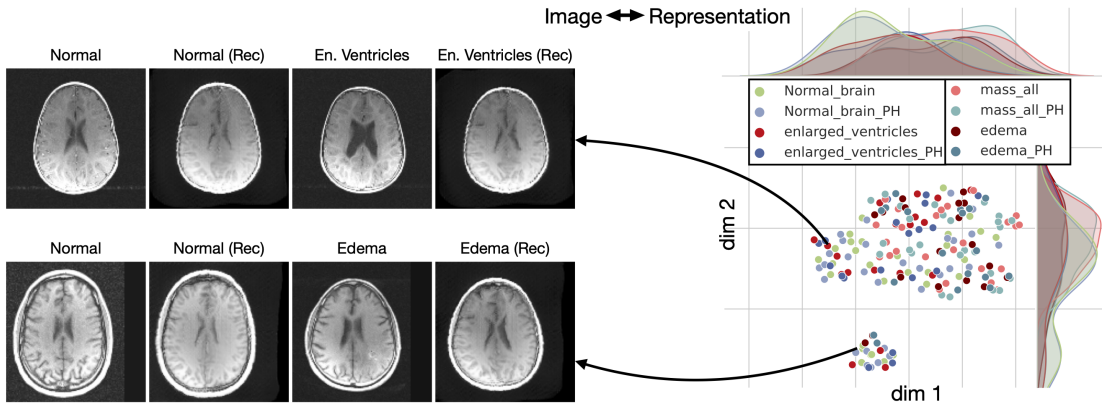 Image ↔ Representation
Normal
Normal (Rec)
En. Ventricles
En. Ventricles (Rec)
Normal
Normal (Rec)
Edema
Edema (Rec)
Normal_brain
Normal_brain_PH
enlarged_ventricles
enlarged_ventricles_PH
mass_all
mass_all_PH
edema
edema_PH
dim 2
dim 1